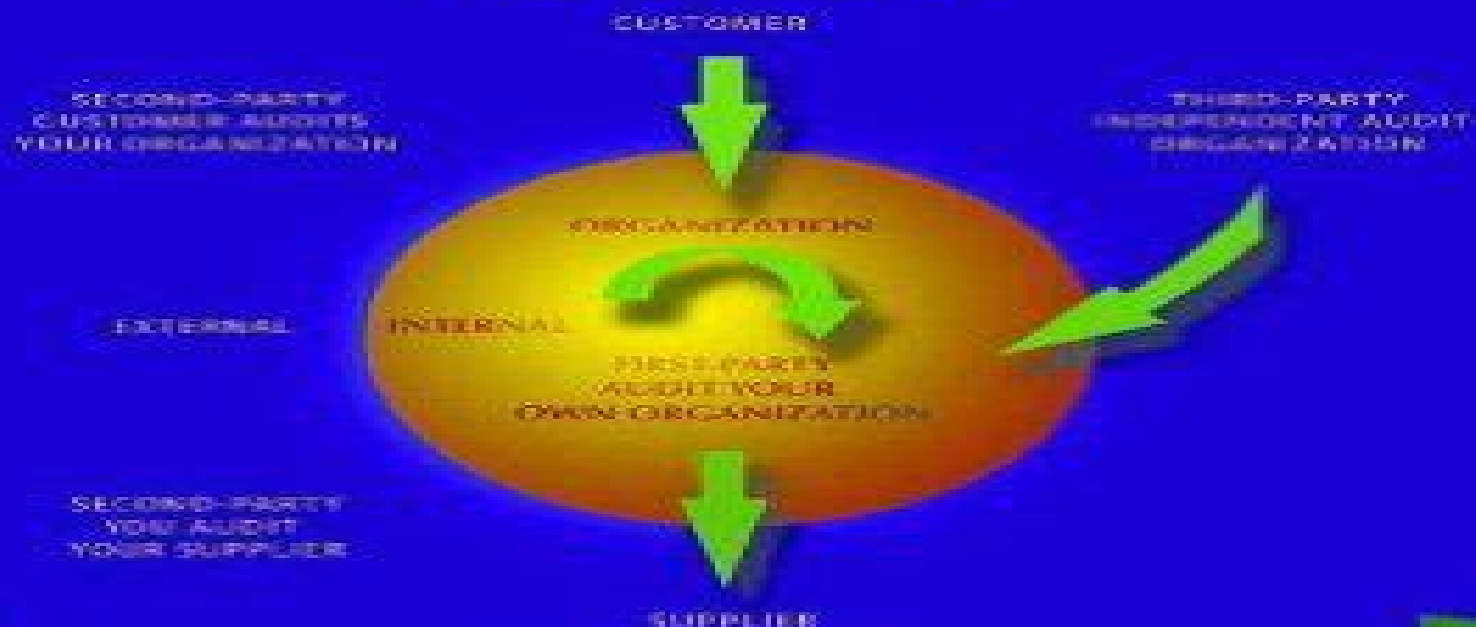 CUSTOMER
SECOND-PARTY
CUSTOMER AUDITS
YOUR ORGANIZATION
THIRD-PARTY
INDEPENDENT AUDIT
ORGANIZATION
ORGANIZATION
EXTERNAL
INTERNAL
FIRST-PARTY
AUDIT YOUR
OWN ORGANIZATION
SECOND-PARTY
YOU AUDIT
YOUR SUPPLIER
SUPPLIER